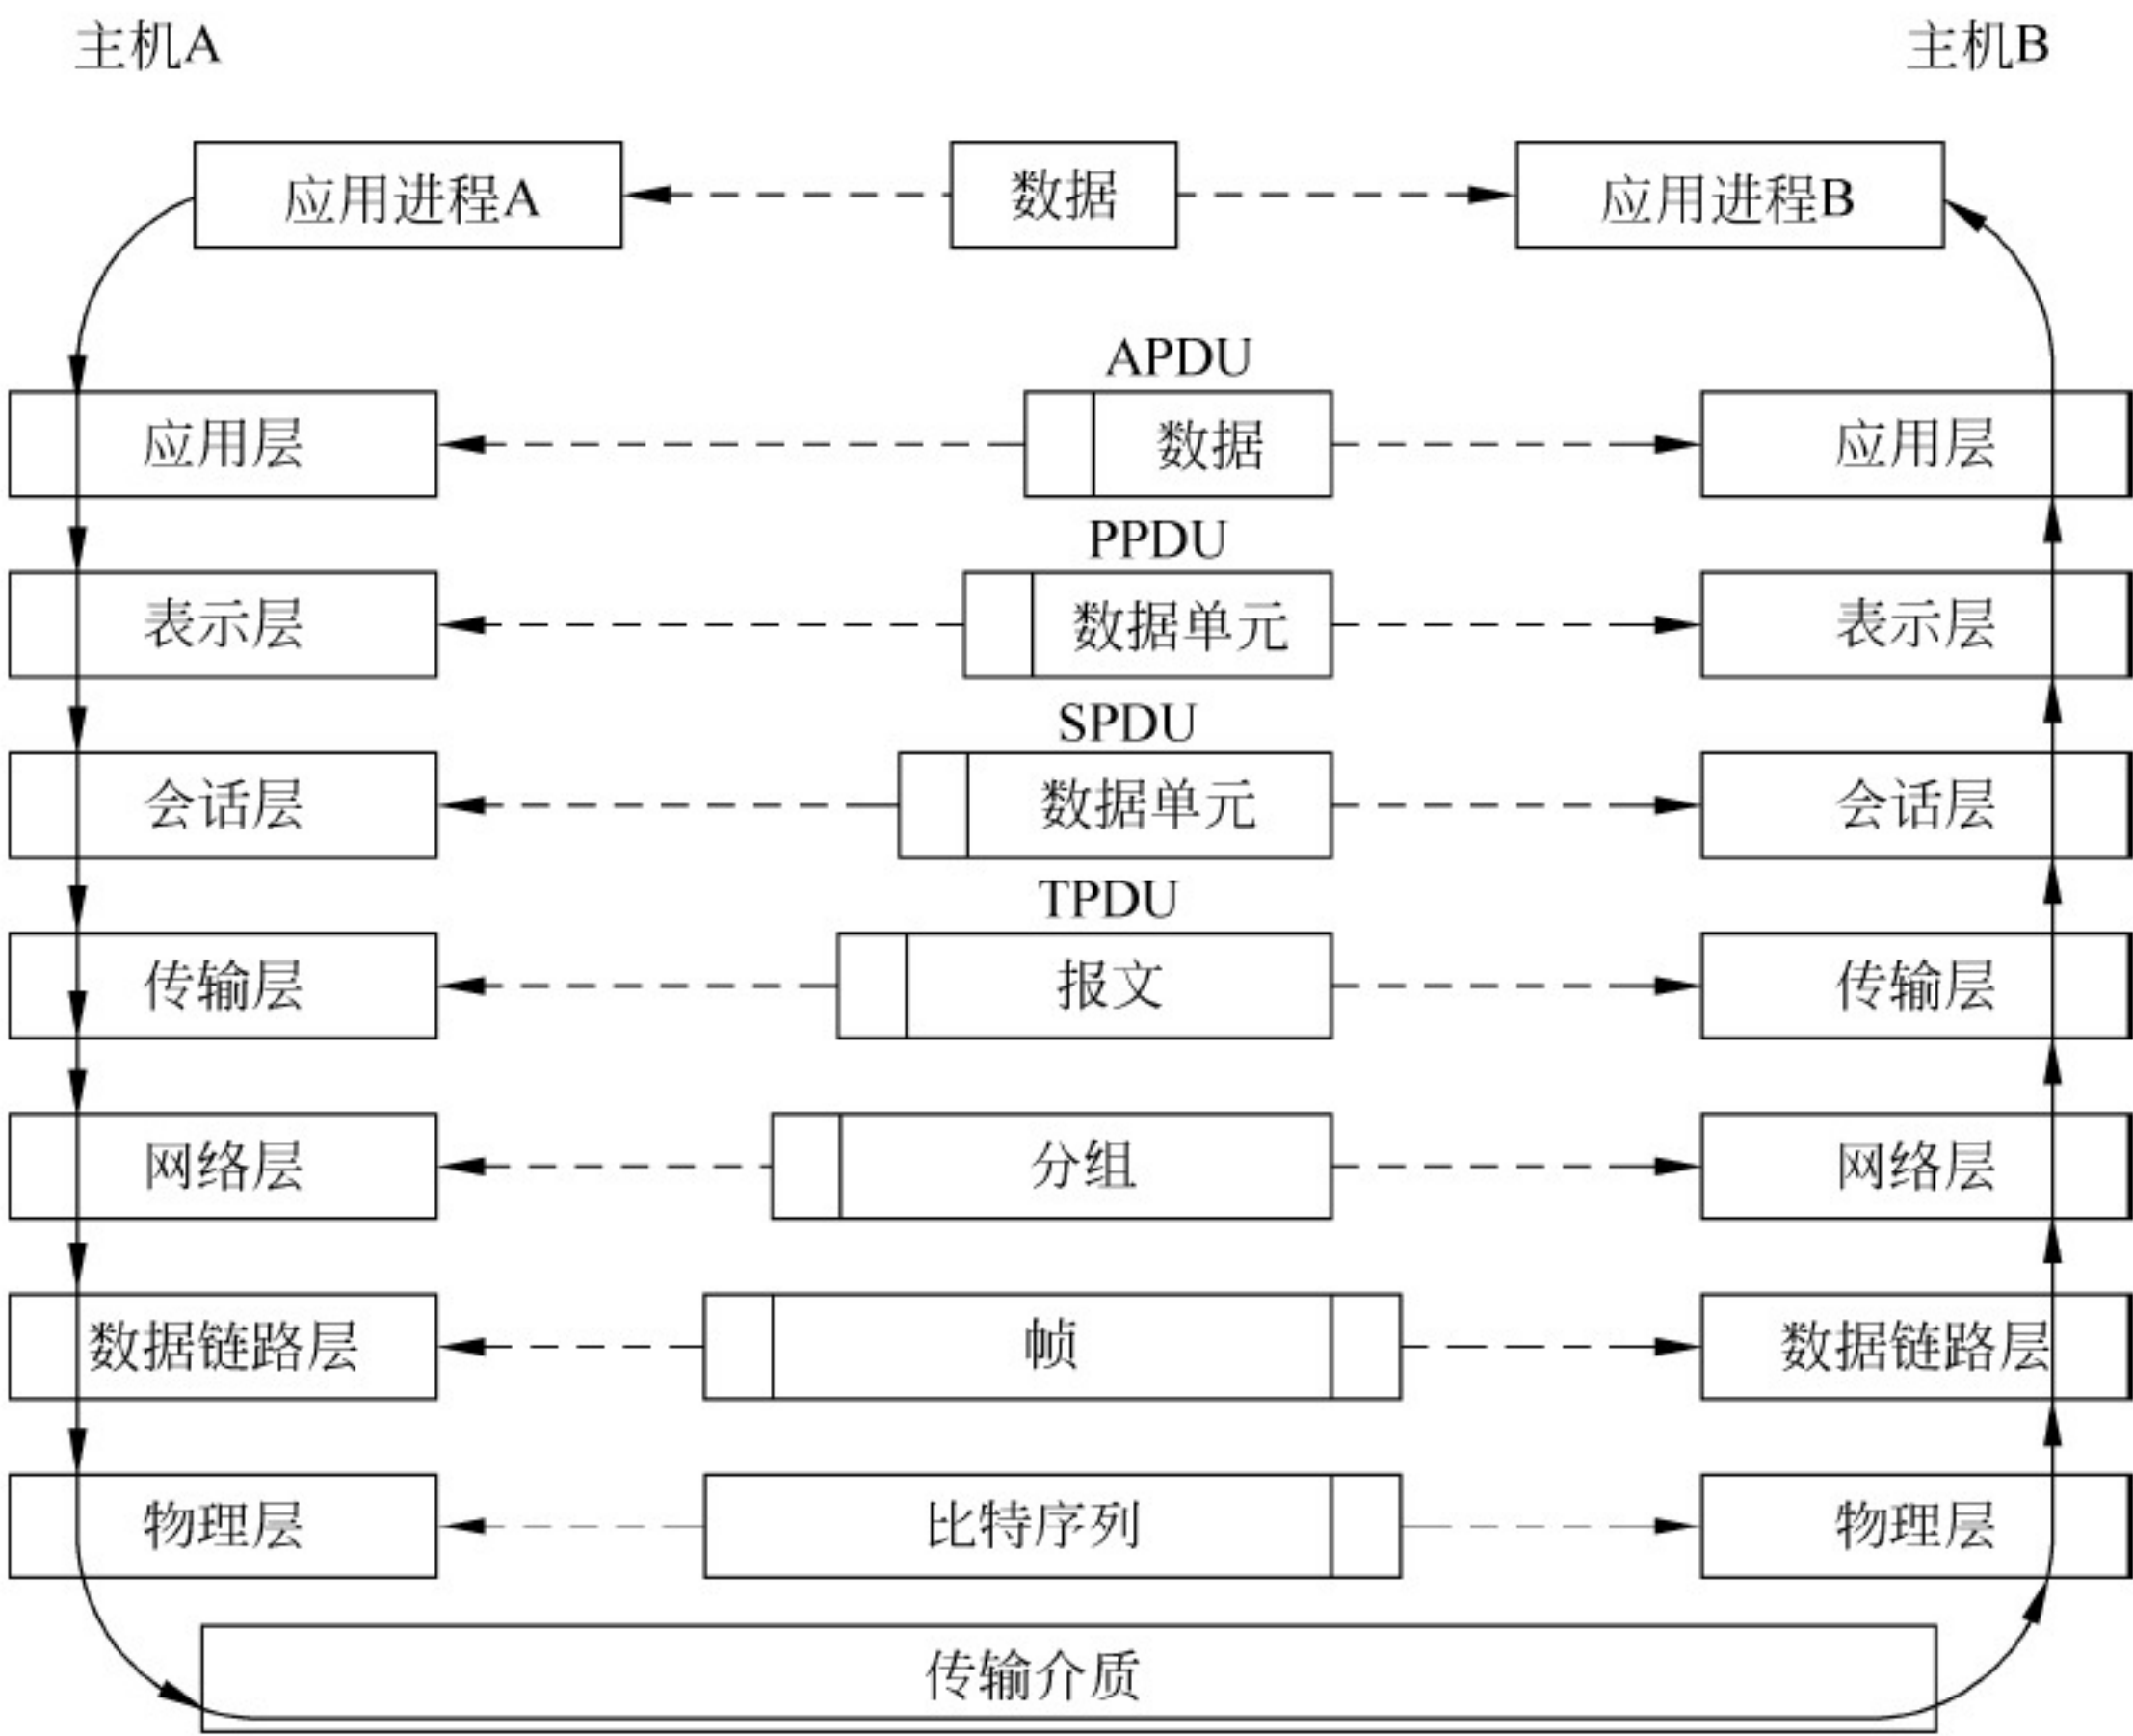 主机A 主机B
应用进程A 数据 应用进程B
APDU
应用层 数据 应用层
PPDU
表示层 数据单元 表示层
SPDU
会话层 数据单元 会话层
TPDU
传输层 报文 传输层
网络层 分组 网络层
数据链路层 帧 数据链路层
物理层 比特序列 物理层
传输介质